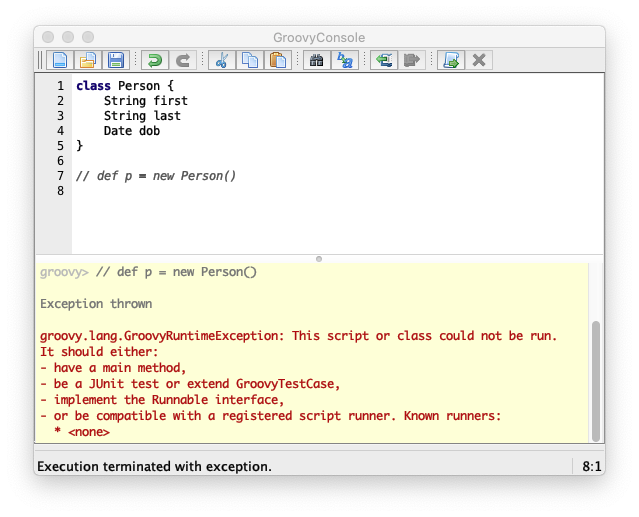 GroovyConsole
1 class Person {
2     String first
3     String last
4     Date dob
5 }
6
7 // def p = new Person()
8
groovy> // def p = new Person()
Exception thrown
groovy.lang.GroovyRuntimeException: This script or class could not be run.
It should either:
- have a main method,
- be a JUnit test or extend GroovyTestCase,
- implement the Runnable interface,
- or be compatible with a registered script runner. Known runners:
  * <none>
Execution terminated with exception.
8:1